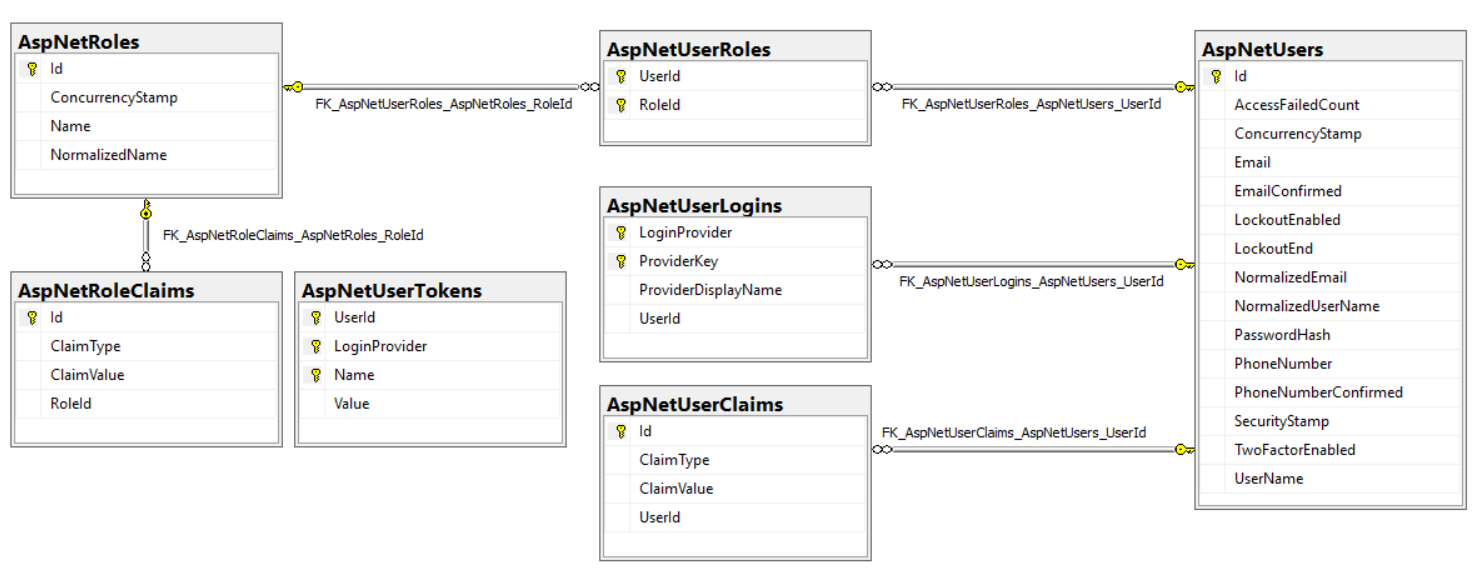 AspNetRoles
Id
ConcurrencyStamp
Name
NormalizedName
FK_AspNetUserRoles_AspNetRoles_RoleId
AspNetUserRoles
UserId
RoleId
FK_AspNetUserRoles_AspNetUsers_UserId
AspNetUsers
Id
AccessFailedCount
ConcurrencyStamp
Email
EmailConfirmed
LockoutEnabled
LockoutEnd
NormalizedEmail
NormalizedUserName
PasswordHash
PhoneNumber
PhoneNumberConfirmed
SecurityStamp
TwoFactorEnabled
UserName
FK_AspNetRoleClaims_AspNetRoles_RoleId
AspNetRoleClaims
Id
ClaimType
ClaimValue
RoleId
AspNetUserTokens
UserId
LoginProvider
Name
Value
AspNetUserLogins
LoginProvider
ProviderKey
ProviderDisplayName
UserId
FK_AspNetUserLogins_AspNetUsers_UserId
AspNetUserClaims
Id
ClaimType
ClaimValue
UserId
FK_AspNetUserClaims_AspNetUsers_UserId